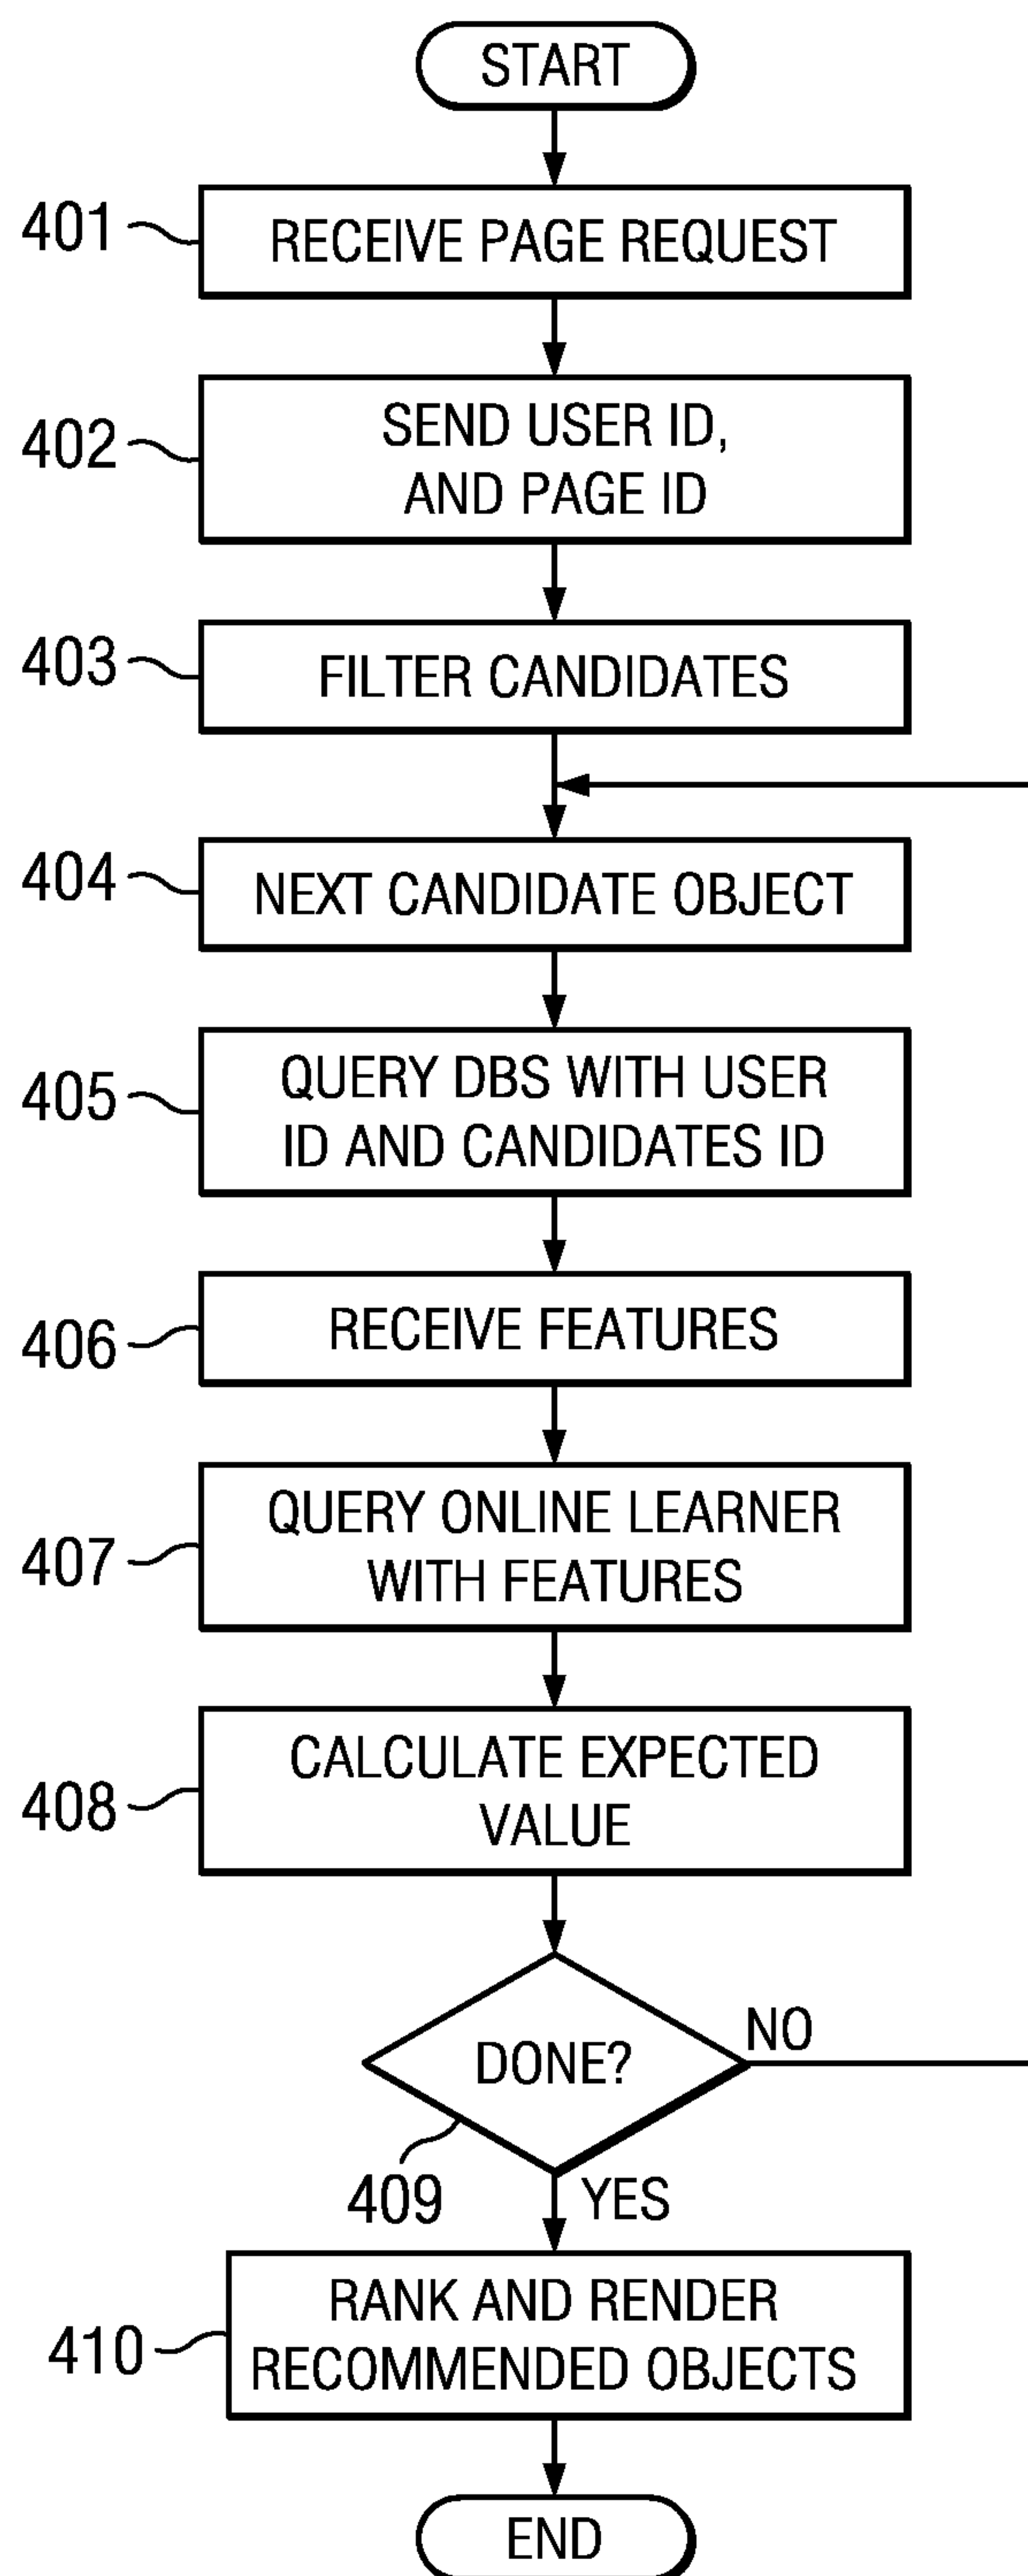 START
401
RECEIVE PAGE REQUEST
402
SEND USER ID,
AND PAGE ID
403
FILTER CANDIDATES
404
NEXT CANDIDATE OBJECT
405
QUERY DBS WITH USER
ID AND CANDIDATES ID
406
RECEIVE FEATURES
407
QUERY ONLINE LEARNER
WITH FEATURES
408
CALCULATE EXPECTED
VALUE
DONE?
NO
409
YES
410
RANK AND RENDER
RECOMMENDED OBJECTS
END